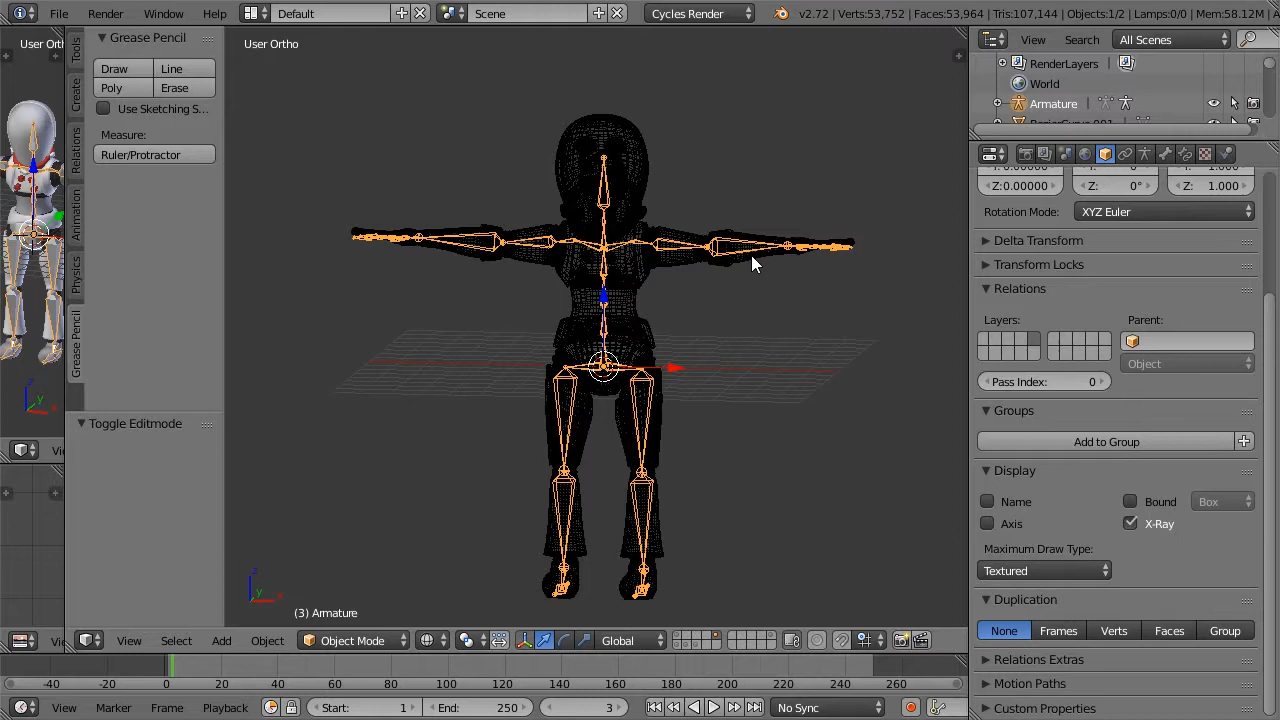 File Render Window Help Default Scene Cycles Render v2.72 | Verts:53,752 | Faces:53,964 | Tris:107,144 | Objects:1/2 | Lamps:0/0 | Mem:58.12M |
User Ort
Grease Pencil
User Ortho
View Search All Scenes
RenderLayers
World
Armature
Draw Line
Poly Erase
Use Sketching S...
Measure:
Ruler/Protractor
Tools
Create
Relations
Animation
Physics
Grease Pencil
Toggle Editmode
Z:0.00000 Z: 0° Z: 1.000
Rotation Mode: XYZ Euler
Delta Transform
Transform Locks
Relations
Layers: Parent:
Object
Pass Index: 0
Groups
Add to Group
Display
Name Bound Box
Axis X-Ray
Maximum Draw Type:
Textured
Duplication
None Frames Verts Faces Group
Relations Extras
Motion Paths
Custom Properties
(3) Armature
View Select Add Object Object Mode Global
-40 -20 0 20 40 60 80 100 120 140 160 180 200 220 240 260
View Marker Frame Playback Start: 1 End: 250 3 No Sync